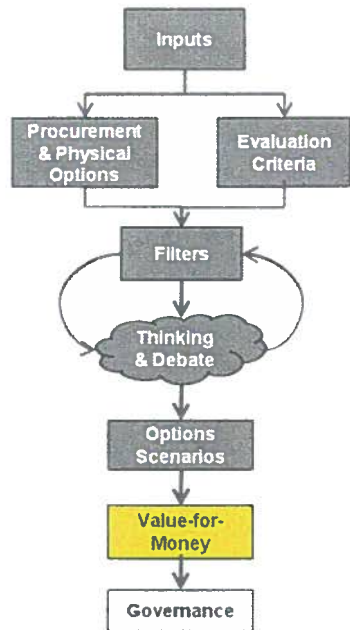 Inputs
Procurement
& Physical
Options
Evaluation
Criteria
Filters
Thinking
& Debate
Options
Scenarios
Value-for-
Money
Governance